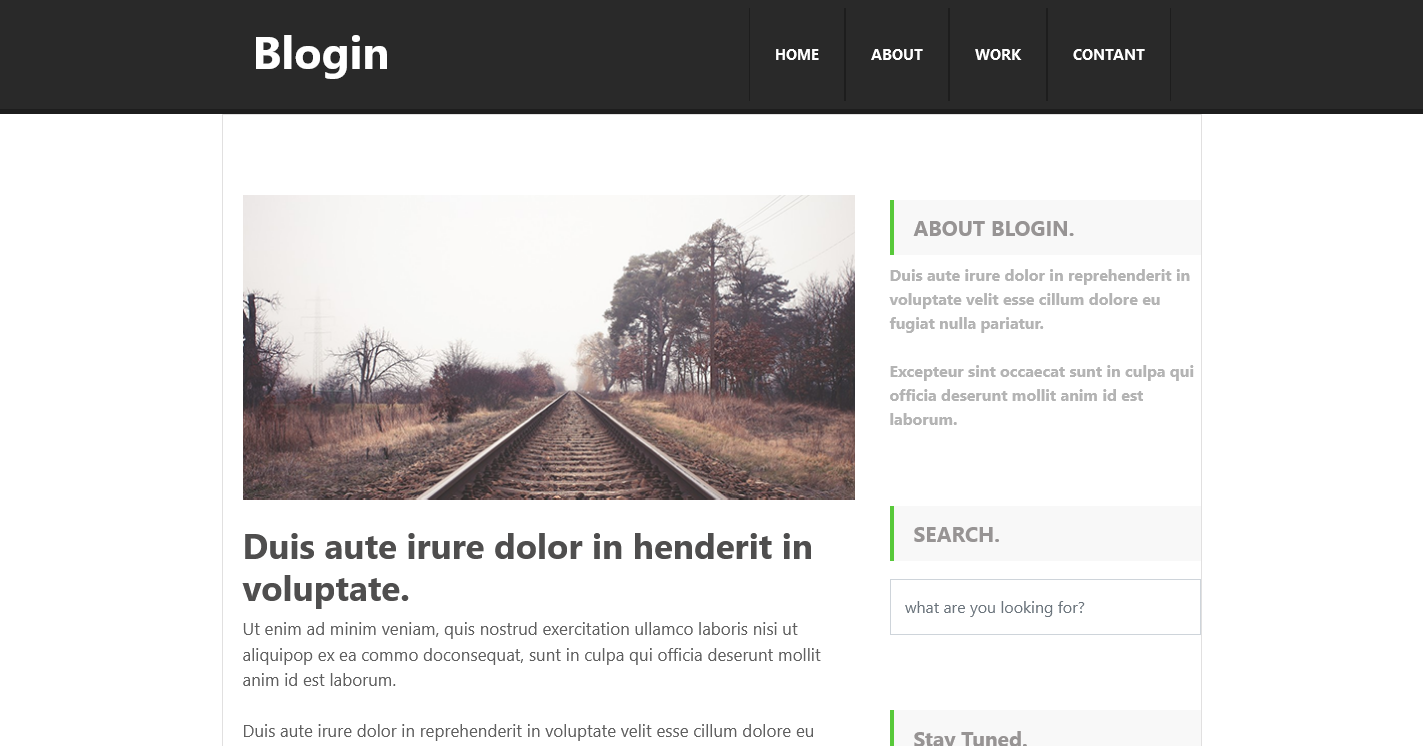 Blogin
HOME
ABOUT
WORK
CONTANT
Duis aute irure dolor in henderit in
voluptate.
Ut enim ad minim veniam, quis nostrud exercitation ullamco laboris nisi ut
aliquipop ex ea commo doconsequat, sunt in culpa qui officia deserunt mollit
anim id est laborum.
Duis aute irure dolor in reprehenderit in voluptate velit esse cillum dolore eu
ABOUT BLOGIN.
Duis aute irure dolor in reprehenderit in
voluptate velit esse cillum dolore eu
fugiat nulla pariatur.
Excepteur sint occaecat sunt in culpa qui
officia deserunt mollit anim id est
laborum.
SEARCH.
what are you looking for?
Stay Tuned.